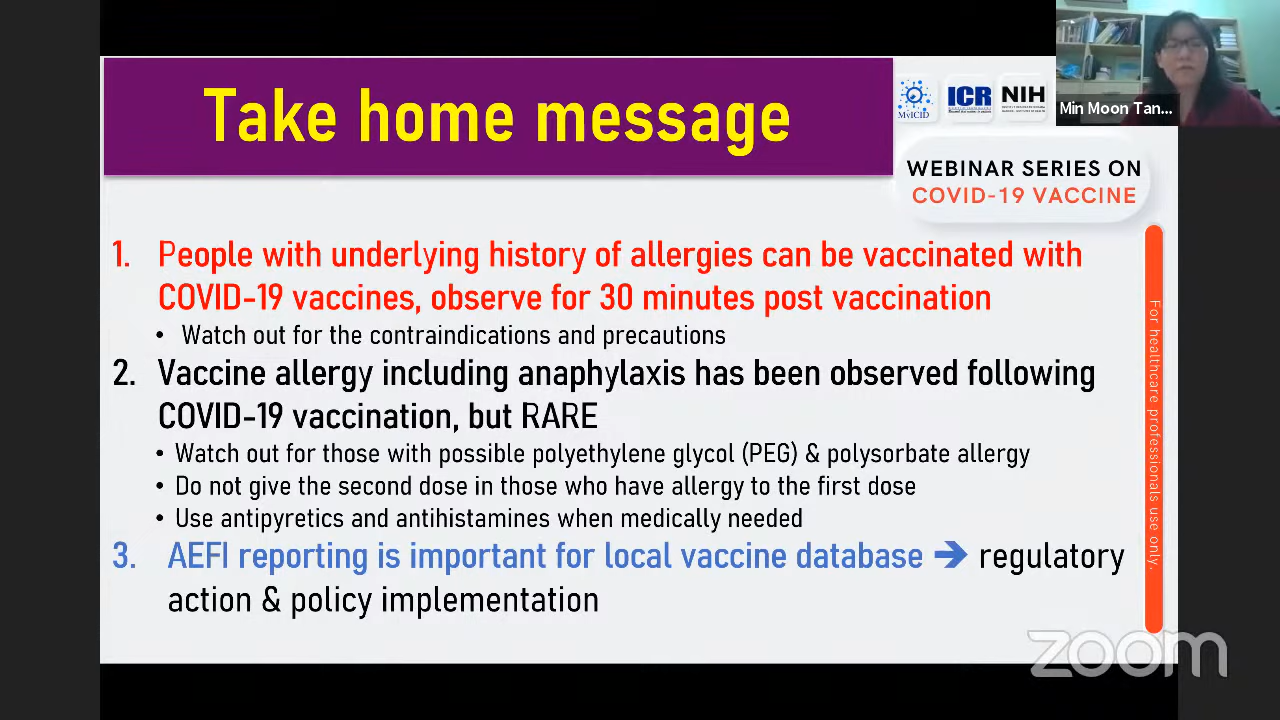 Take home message
MyICID
ICR
NIH
Min Moon Tan...
WEBINAR SERIES ON
COVID-19 VACCINE
1. People with underlying history of allergies can be vaccinated with
COVID-19 vaccines, observe for 30 minutes post vaccination
• Watch out for the contraindications and precautions
2. Vaccine allergy including anaphylaxis has been observed following
COVID-19 vaccination, but RARE
• Watch out for those with possible polyethylene glycol (PEG) & polysorbate allergy
• Do not give the second dose in those who have allergy to the first dose
• Use antipyretics and antihistamines when medically needed
3. AEFI reporting is important for local vaccine database ➔ regulatory
action & policy implementation
For healthcare professionals use only.
zoom